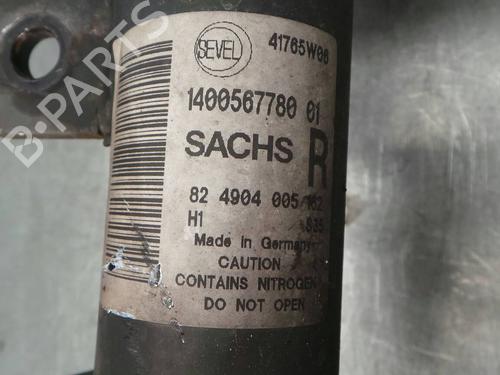 SEVEL 41765W06
1400567780 01
SACHS R
82 4904 005
H1 935
Made in Germany
CAUTION
CONTAINS NITROGEN
DO NOT OPEN
B-PARTS